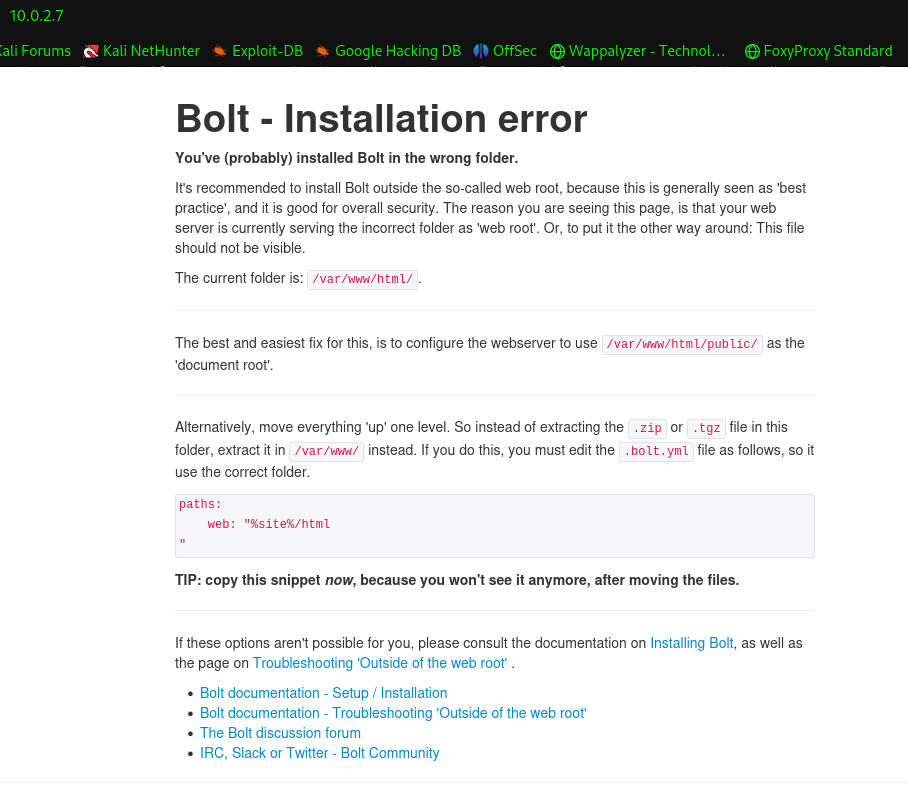 10.0.2.7
Kali Forums Kali NetHunter Exploit-DB Google Hacking DB OffSec Wappalyzer - Technol… FoxyProxy Standard
Bolt - Installation error
You've (probably) installed Bolt in the wrong folder.
It's recommended to install Bolt outside the so-called web root, because this is generally seen as 'best
practice', and it is good for overall security. The reason you are seeing this page, is that your web
server is currently serving the incorrect folder as 'web root'. Or, to put it the other way around: This file
should not be visible.
The current folder is: /var/www/html/.
The best and easiest fix for this, is to configure the webserver to use /var/www/html/public/ as the
'document root'.
Alternatively, move everything 'up' one level. So instead of extracting the .zip or .tgz file in this
folder, extract it in /var/www/ instead. If you do this, you must edit the .bolt.yml file as follows, so it
use the correct folder.
paths:
    web: "%site%/html
"
TIP: copy this snippet now, because you won't see it anymore, after moving the files.
If these options aren't possible for you, please consult the documentation on Installing Bolt, as well as
the page on Troubleshooting 'Outside of the web root' .
• Bolt documentation - Setup / Installation
• Bolt documentation - Troubleshooting 'Outside of the web root'
• The Bolt discussion forum
• IRC, Slack or Twitter - Bolt Community